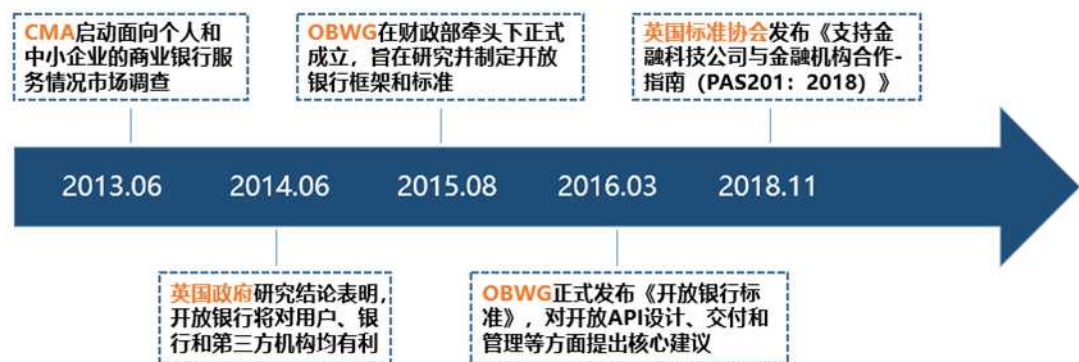 CMA启动面向个人和
中小企业的商业银行服
务情况市场调查
OBWG在财政部牵头下正式
成立，旨在研究并制定开放
银行框架和标准
英国标准协会发布《支持金
融科技公司与金融机构合作-
指南（PAS201：2018）》
2013.06
2014.06
2015.08
2016.03
2018.11
英国政府研究结论表明，
开放银行将对用户、银
行和第三方机构均有利
OBWG正式发布《开放银行标
准》，对开放API设计、交付和
管理等方面提出核心建议